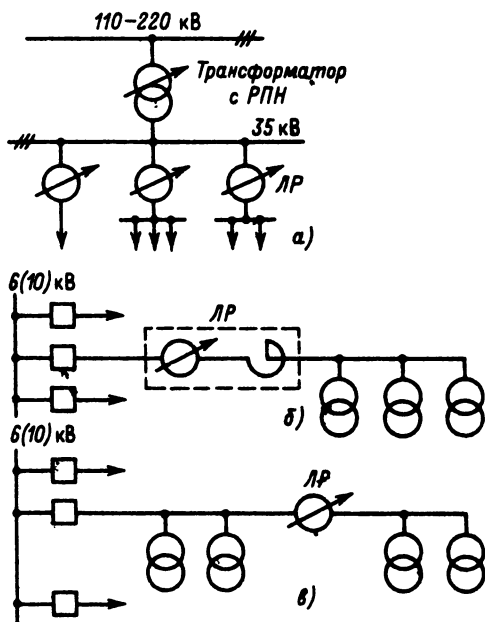 110–220 кВ
Трансформатор
с РПН
35 кВ
ЛР
а)
6(10) кВ
ЛР
б)
6(10) кВ
ЛР
в)